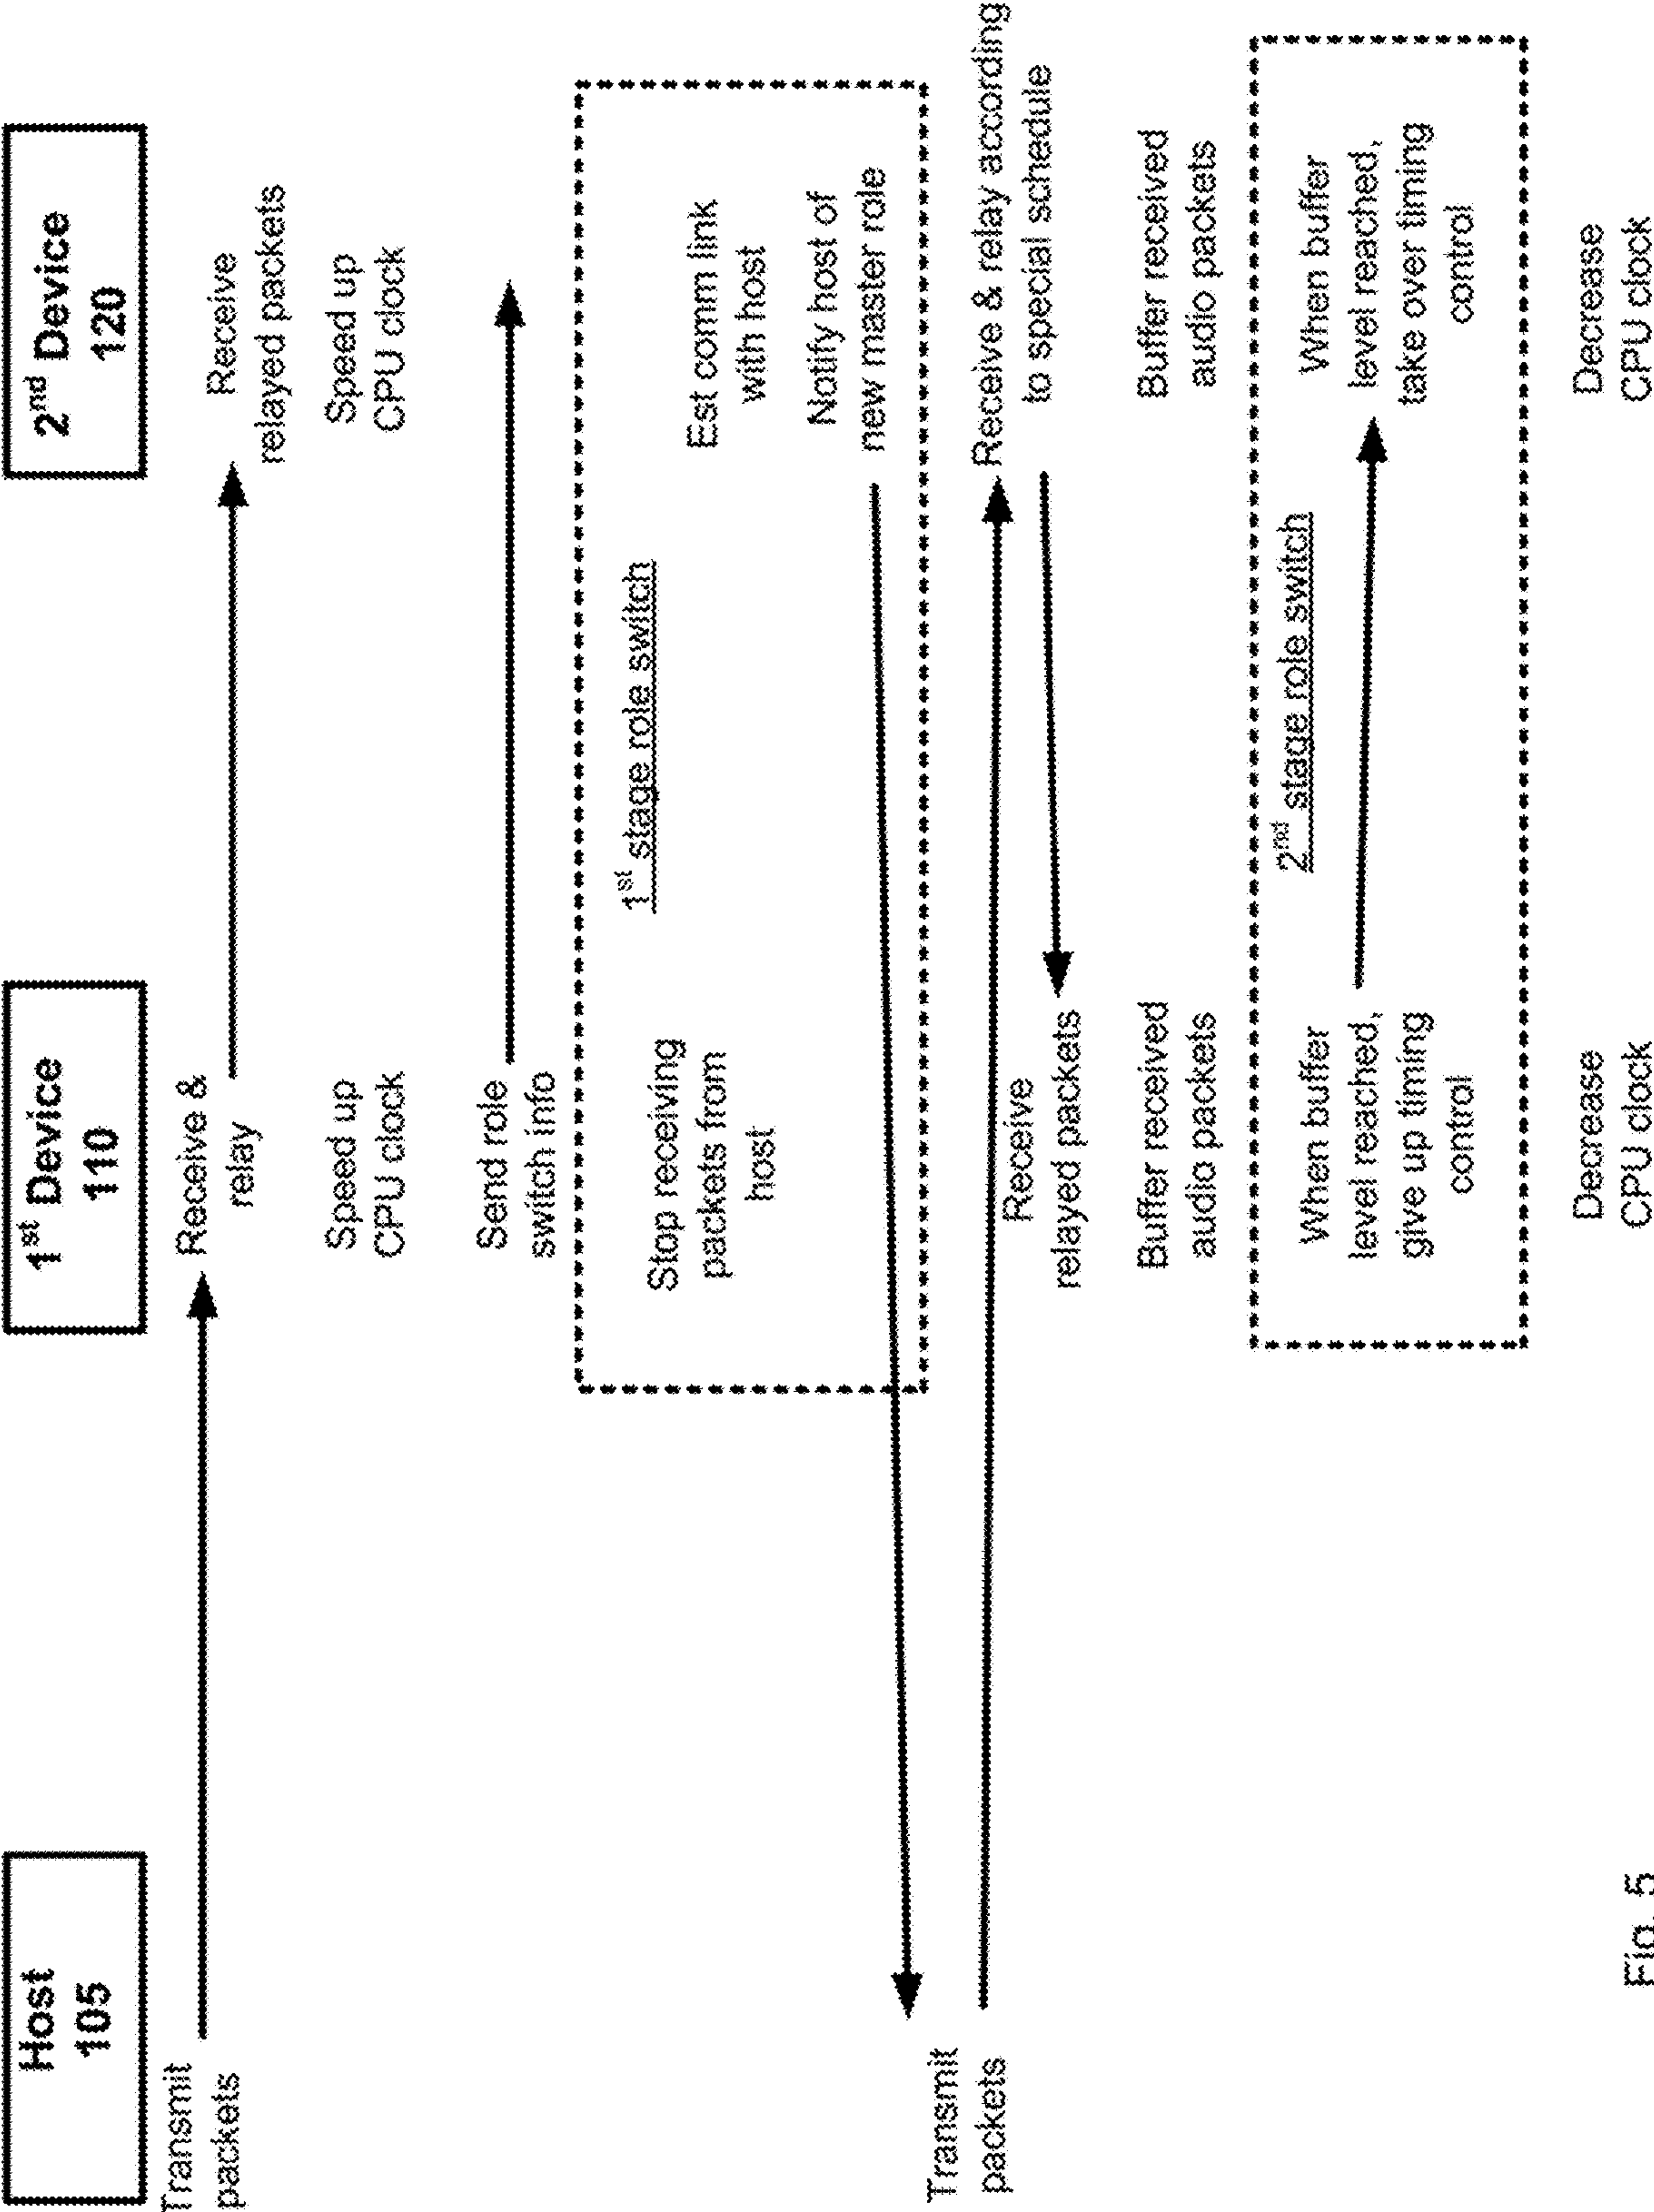 Host
105
1st Device
110
2nd Device
120
Transmit
packets
Receive &
relay
Receive
relayed packets
Speed up
CPU clock
Speed up
CPU clock
Send role
switch info
1st stage role switch
Stop receiving
packets from
host
Est comm link
with host
Notify host of
new master role
Transmit
packets
Receive & relay according
to special schedule
Receive
relayed packets
Buffer received
audio packets
Buffer received
audio packets
2nd stage role switch
When buffer
level reached,
give up timing
control
When buffer
level reached,
take over timing
control
Decrease
CPU clock
Decrease
CPU clock
Fig. 5